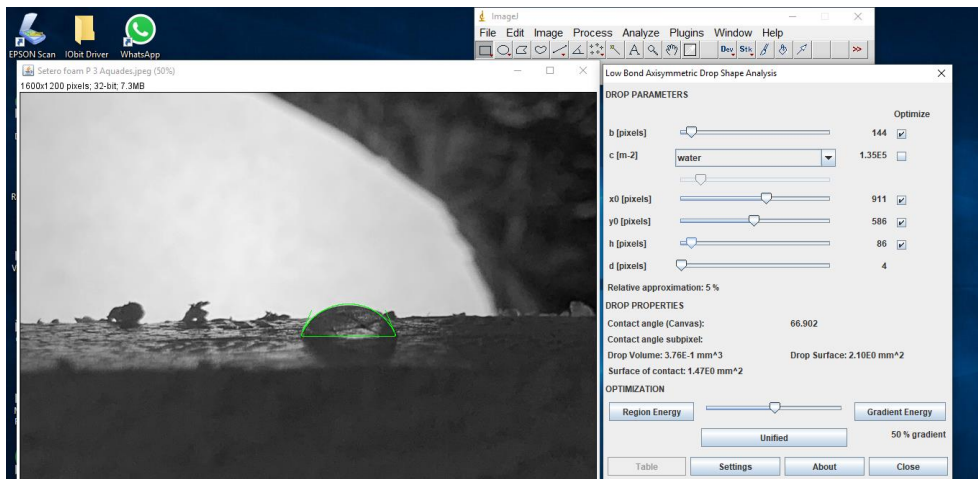 EPSON Scan IObit Driver WhatsApp
ImageJ
File Edit Image Process Analyze Plugins Window Help
Dev Stk >>
Setero foam P 3 Aquades.jpeg (50%)
1600x1200 pixels; 32-bit; 7.3MB
Low Bond Axisymmetric Drop Shape Analysis
DROP PARAMETERS
Optimize
b [pixels] 144
c [m-2] water 1.35E5
x0 [pixels] 911
y0 [pixels] 586
h [pixels] 86
d [pixels] 4
Relative approximation: 5 %
DROP PROPERTIES
Contact angle (Canvas): 66.902
Contact angle subpixel:
Drop Volume: 3.76E-1 mm^3 Drop Surface: 2.10E0 mm^2
Surface of contact: 1.47E0 mm^2
OPTIMIZATION
Region Energy Gradient Energy
Unified 50 % gradient
Table Settings About Close